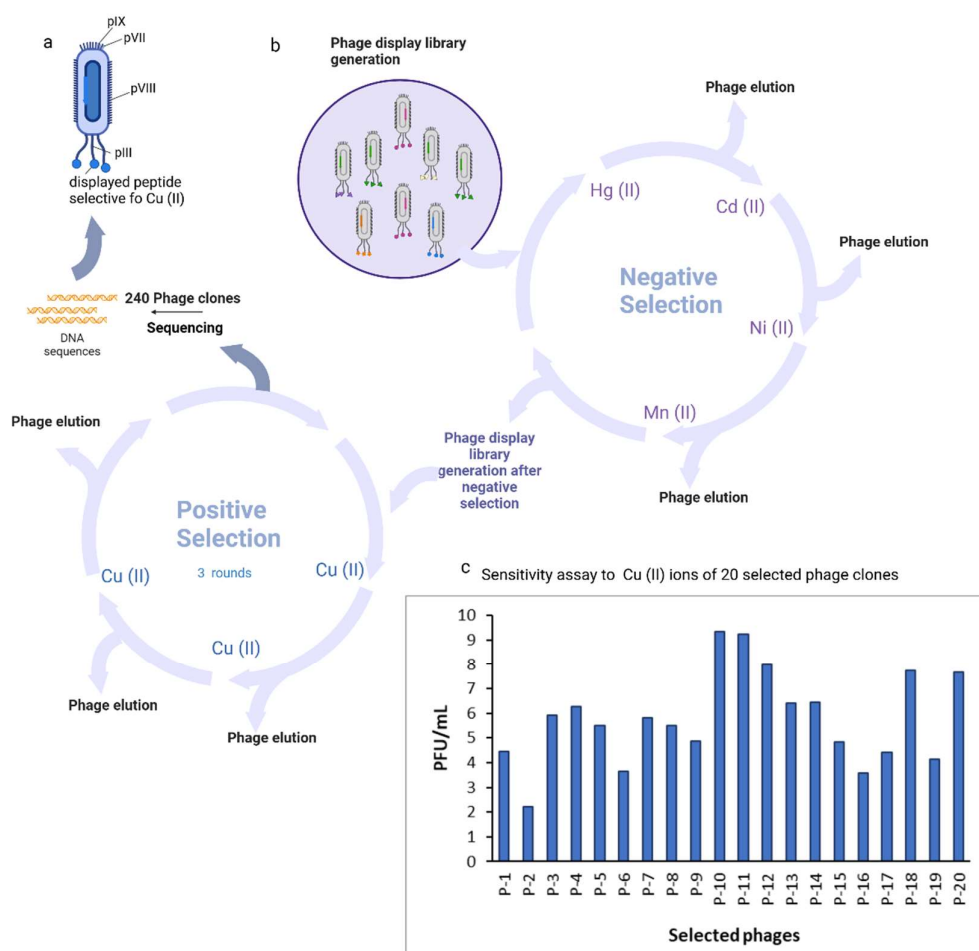 a
pIX
pVII
pVIII
pIII
displayed peptide
selective fo Cu (II)
240 Phage clones
Sequencing
DNA
sequences
b
Phage display library
generation
Phage elution
Hg (II)
Cd (II)
Phage elution
Negative
Selection
Ni (II)
Mn (II)
Phage elution
Phage display
library
generation after
negative
selection
Phage elution
Positive
Selection
3 rounds
Cu (II)
Cu (II)
Cu (II)
Phage elution
Phage elution
c Sensitivity assay to Cu (II) ions of 20 selected phage clones
PFU/mL
10
9
8
7
6
5
4
3
2
1
0
P-1
P-2
P-3
P-4
P-5
P-6
P-7
P-8
P-9
P-10
P-11
P-12
P-13
P-14
P-15
P-16
P-17
P-18
P-19
P-20
Selected phages